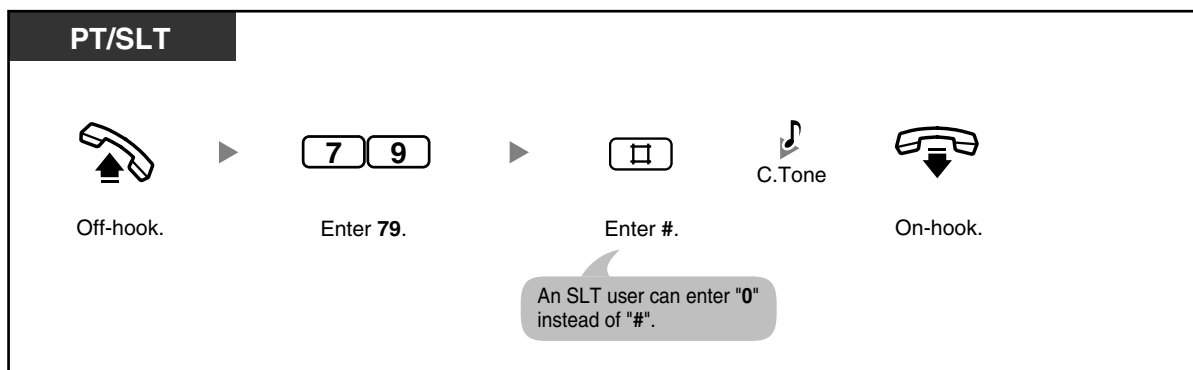 PT/SLT
7 9
#
C.Tone
Off-hook.
Enter 79.
Enter #.
On-hook.
An SLT user can enter "0"
instead of "#".